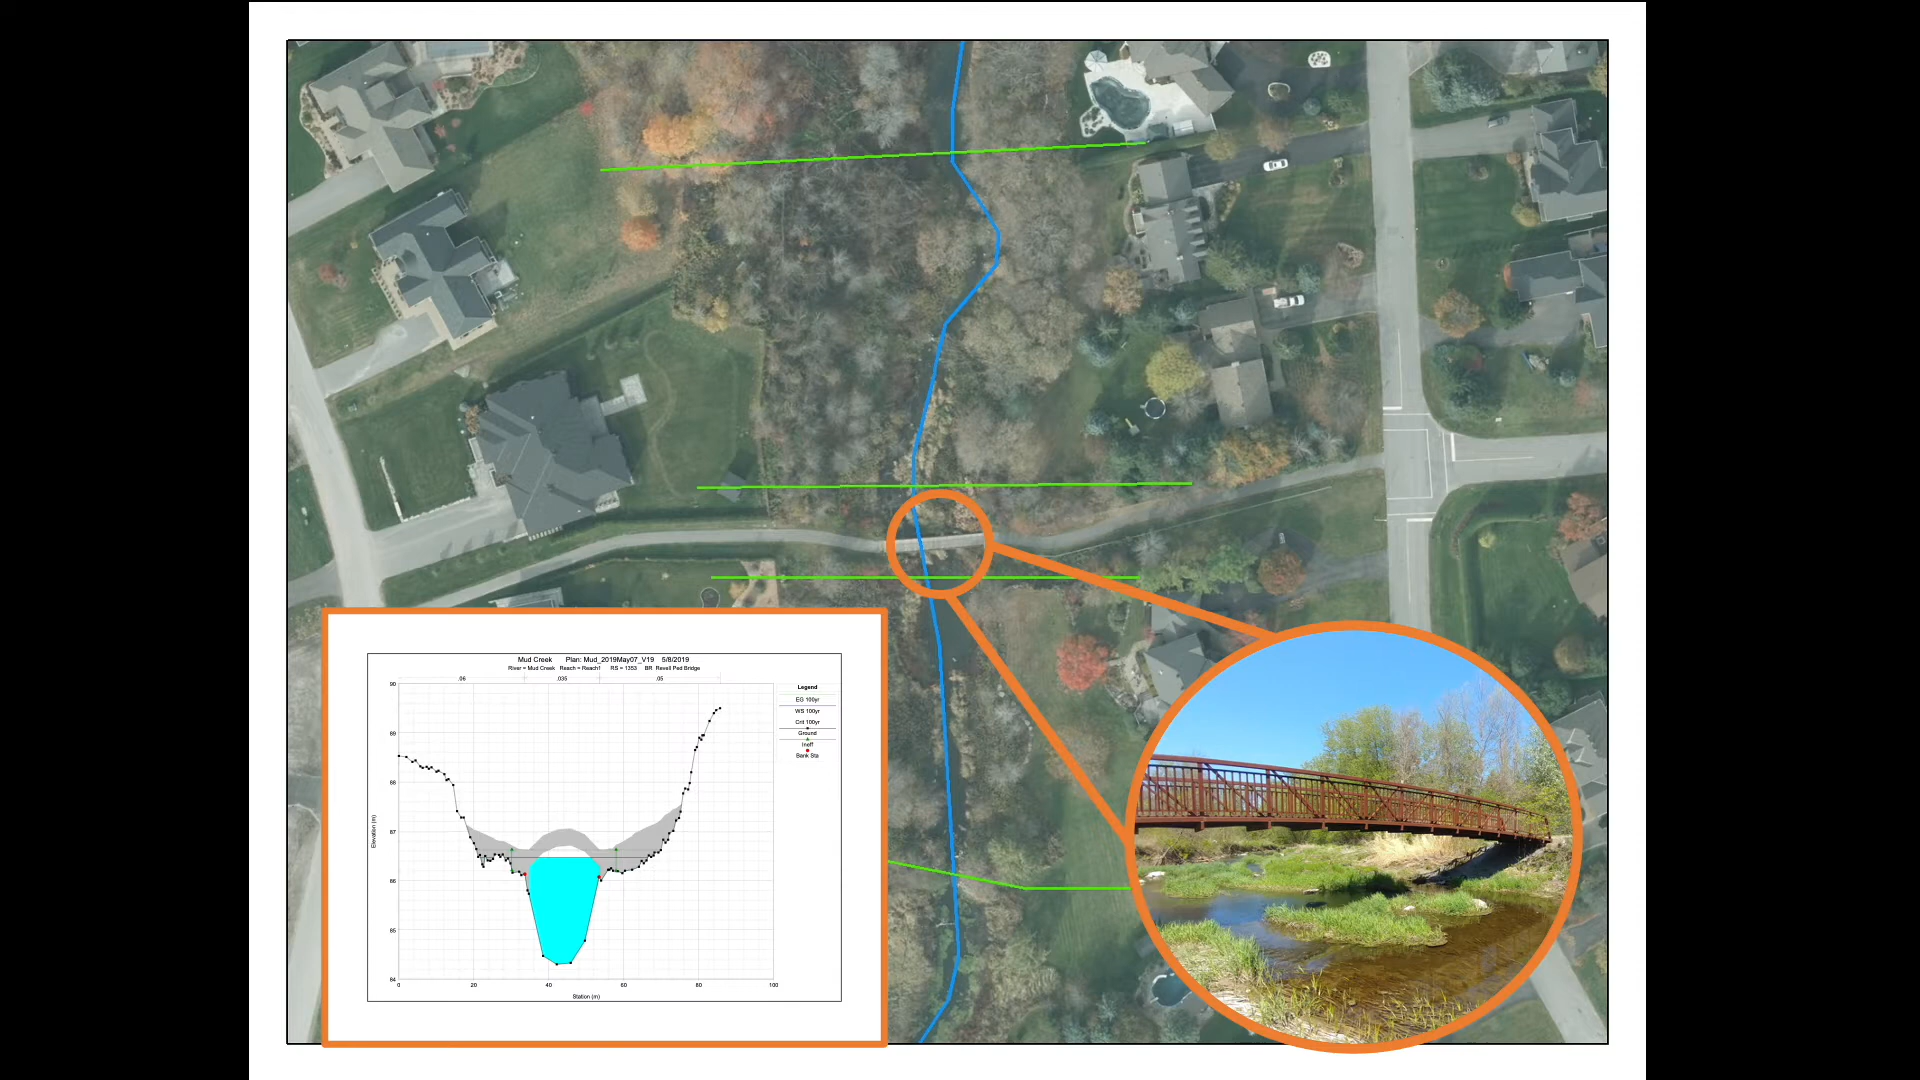 Mud Creek Plan: Mud_2019May07_V19 5/8/2019
River = Mud Creek Reach = Reach1 RS = 1353 BR Revell Ped Bridge
.06 .035 .05
90
89
88
87
86
85
84
Elevation (m)
0 20 40 60 80 100
Station (m)
Legend
EG 100yr
WS 100yr
Crit 100yr
Ground
Ineff
Bank Sta